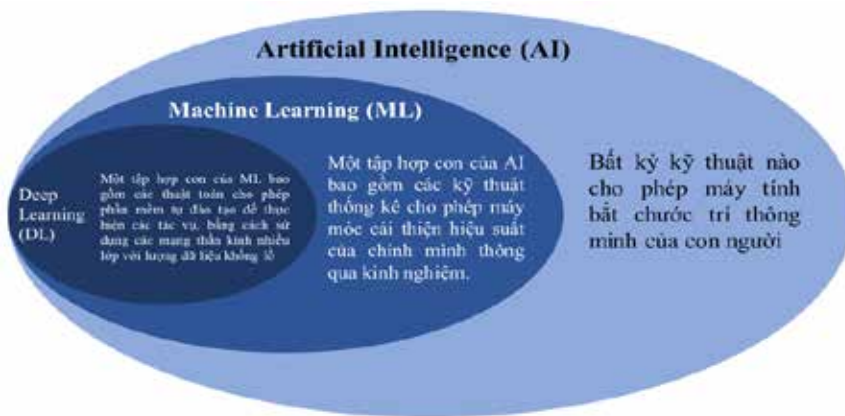 Artificial Intelligence (AI)
Machine Learning (ML)
Deep
Learning
(DL)
Một tập hợp con của ML bao
gồm các thuật toán cho phép
phần mềm tự đào tạo để thực
hiện các tác vụ, bằng cách sử
dụng các mạng thần kinh nhiều
lớp với lượng dữ liệu khổng lồ
Một tập hợp con của AI
bao gồm các kỹ thuật
thống kê cho phép máy
móc cải thiện hiệu suất
của chính mình thông
qua kinh nghiệm.
Bất kỳ kỹ thuật nào
cho phép máy tính
bắt chước trí thông
minh của con người